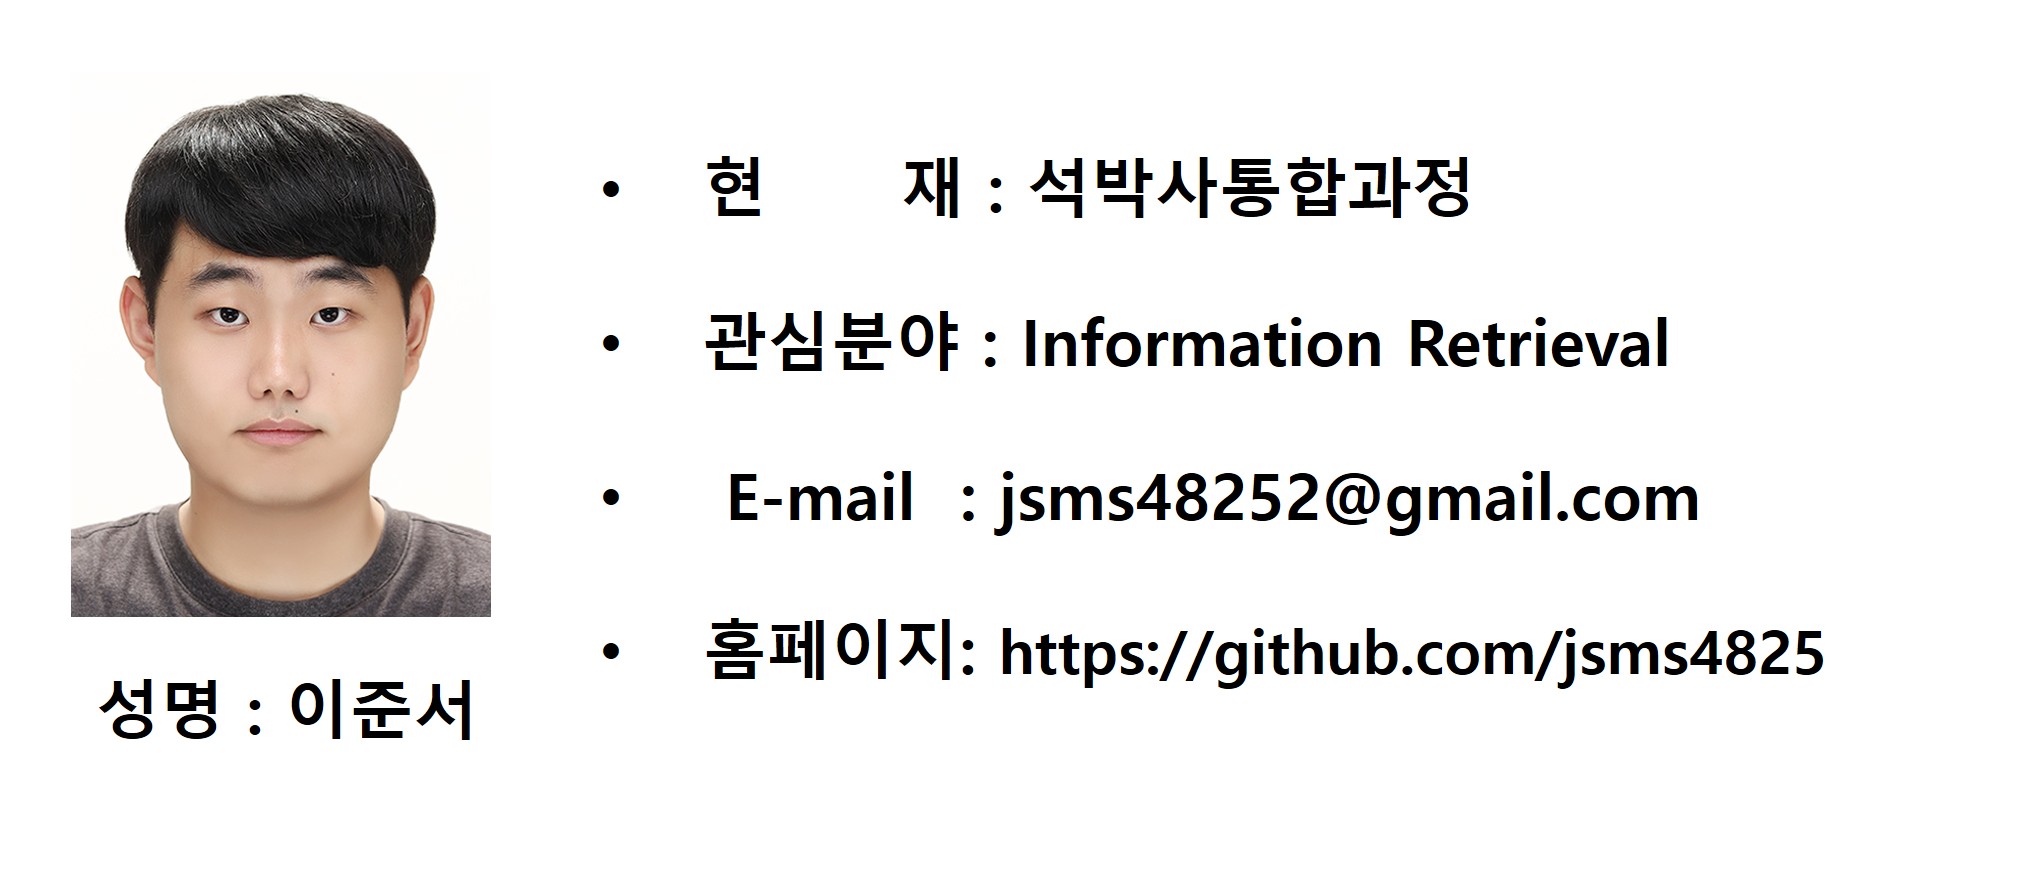 • 현 재 : 석박사통합과정
• 관심분야 : Information Retrieval
• E-mail : jsms48252@gmail.com
• 홈페이지: https://github.com/jsms4825
성명 : 이준서